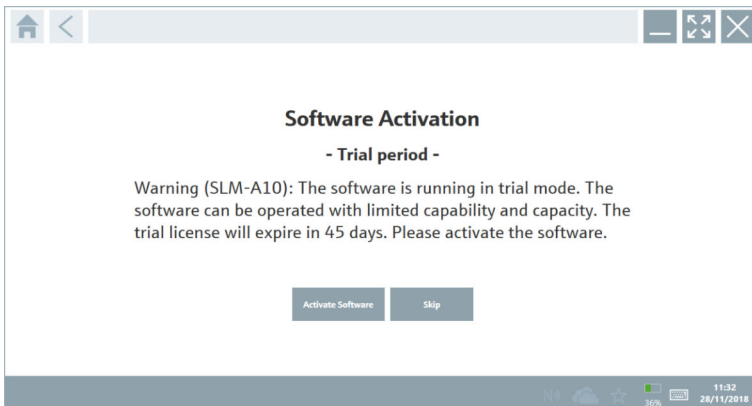 Software Activation
- Trial period -
Warning (SLM-A10): The software is running in trial mode. The
software can be operated with limited capability and capacity. The
trial license will expire in 45 days. Please activate the software.
Activate Software Skip
11:32
36% 28/11/2018